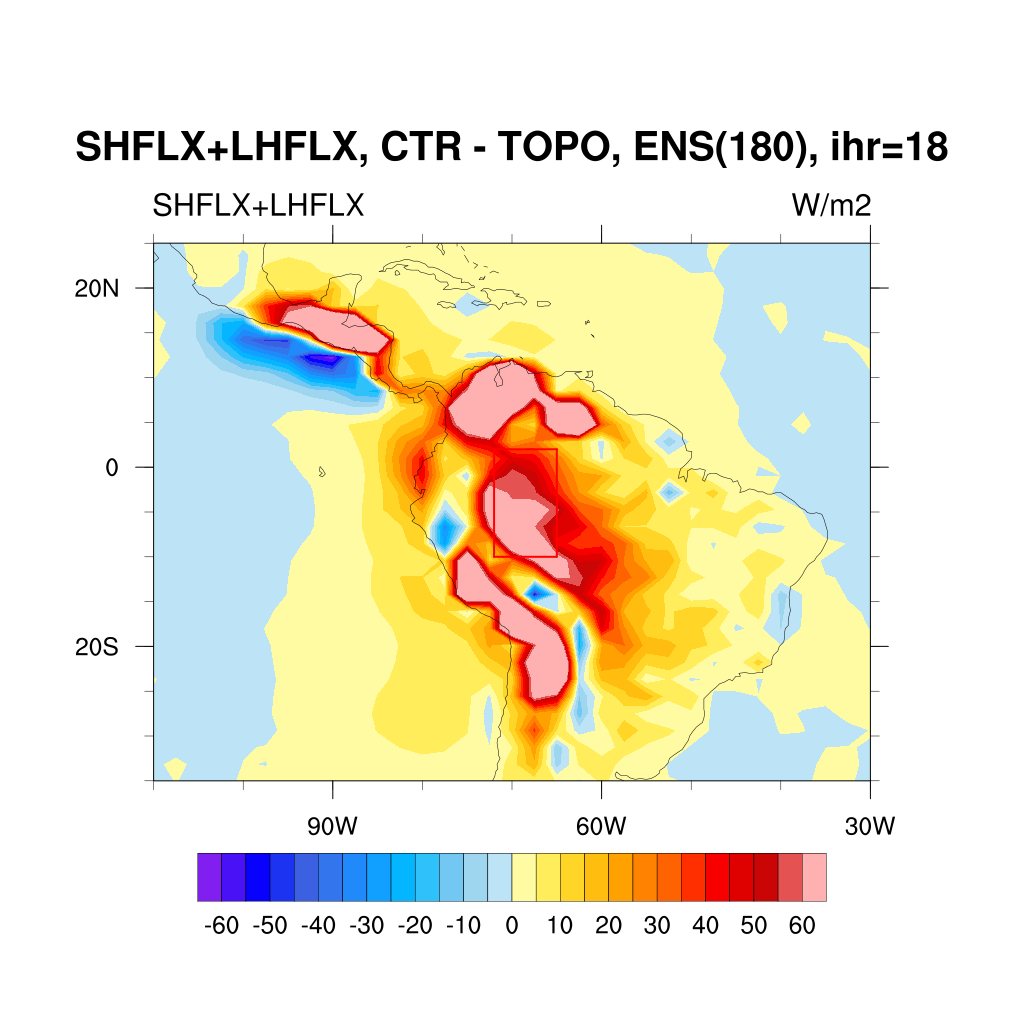 SHFLX+LHFLX, CTR - TOPO, ENS(180), ihr=18
SHFLX+LHFLX W/m2
20N
0
20S
90W 60W 30W
-60 -50 -40 -30 -20 -10 0 10 20 30 40 50 60